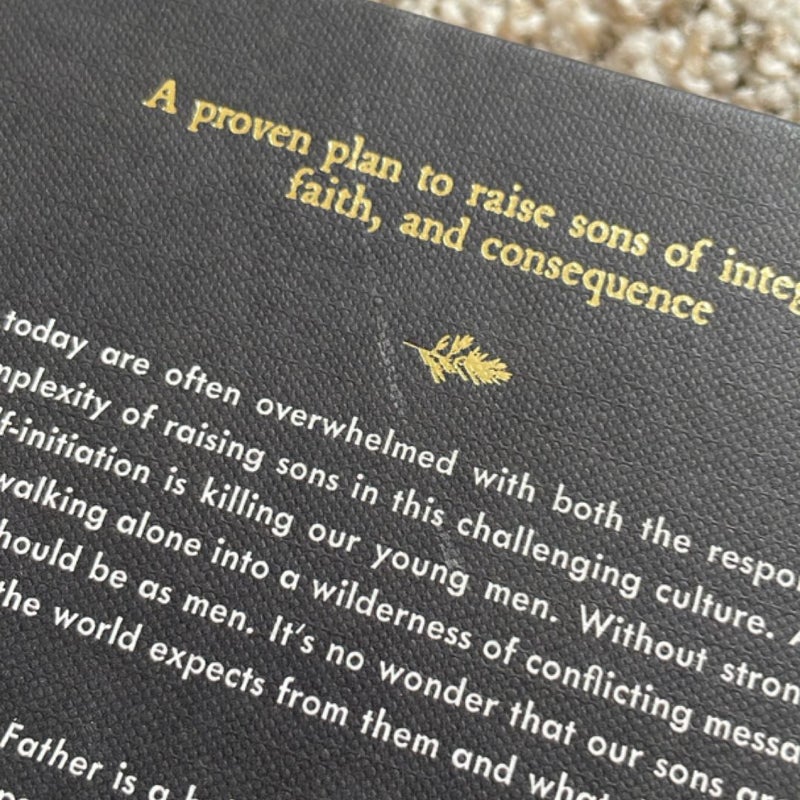 A proven plan to raise sons of integ
faith, and consequence
today are often overwhelmed with both the respo
mplexity of raising sons in this challenging culture. A
f-initiation is killing our young men. Without stron
walking alone into a wilderness of conflicting messa
hould be as men. It's no wonder that our sons are
the world expects from them and what
Father is a